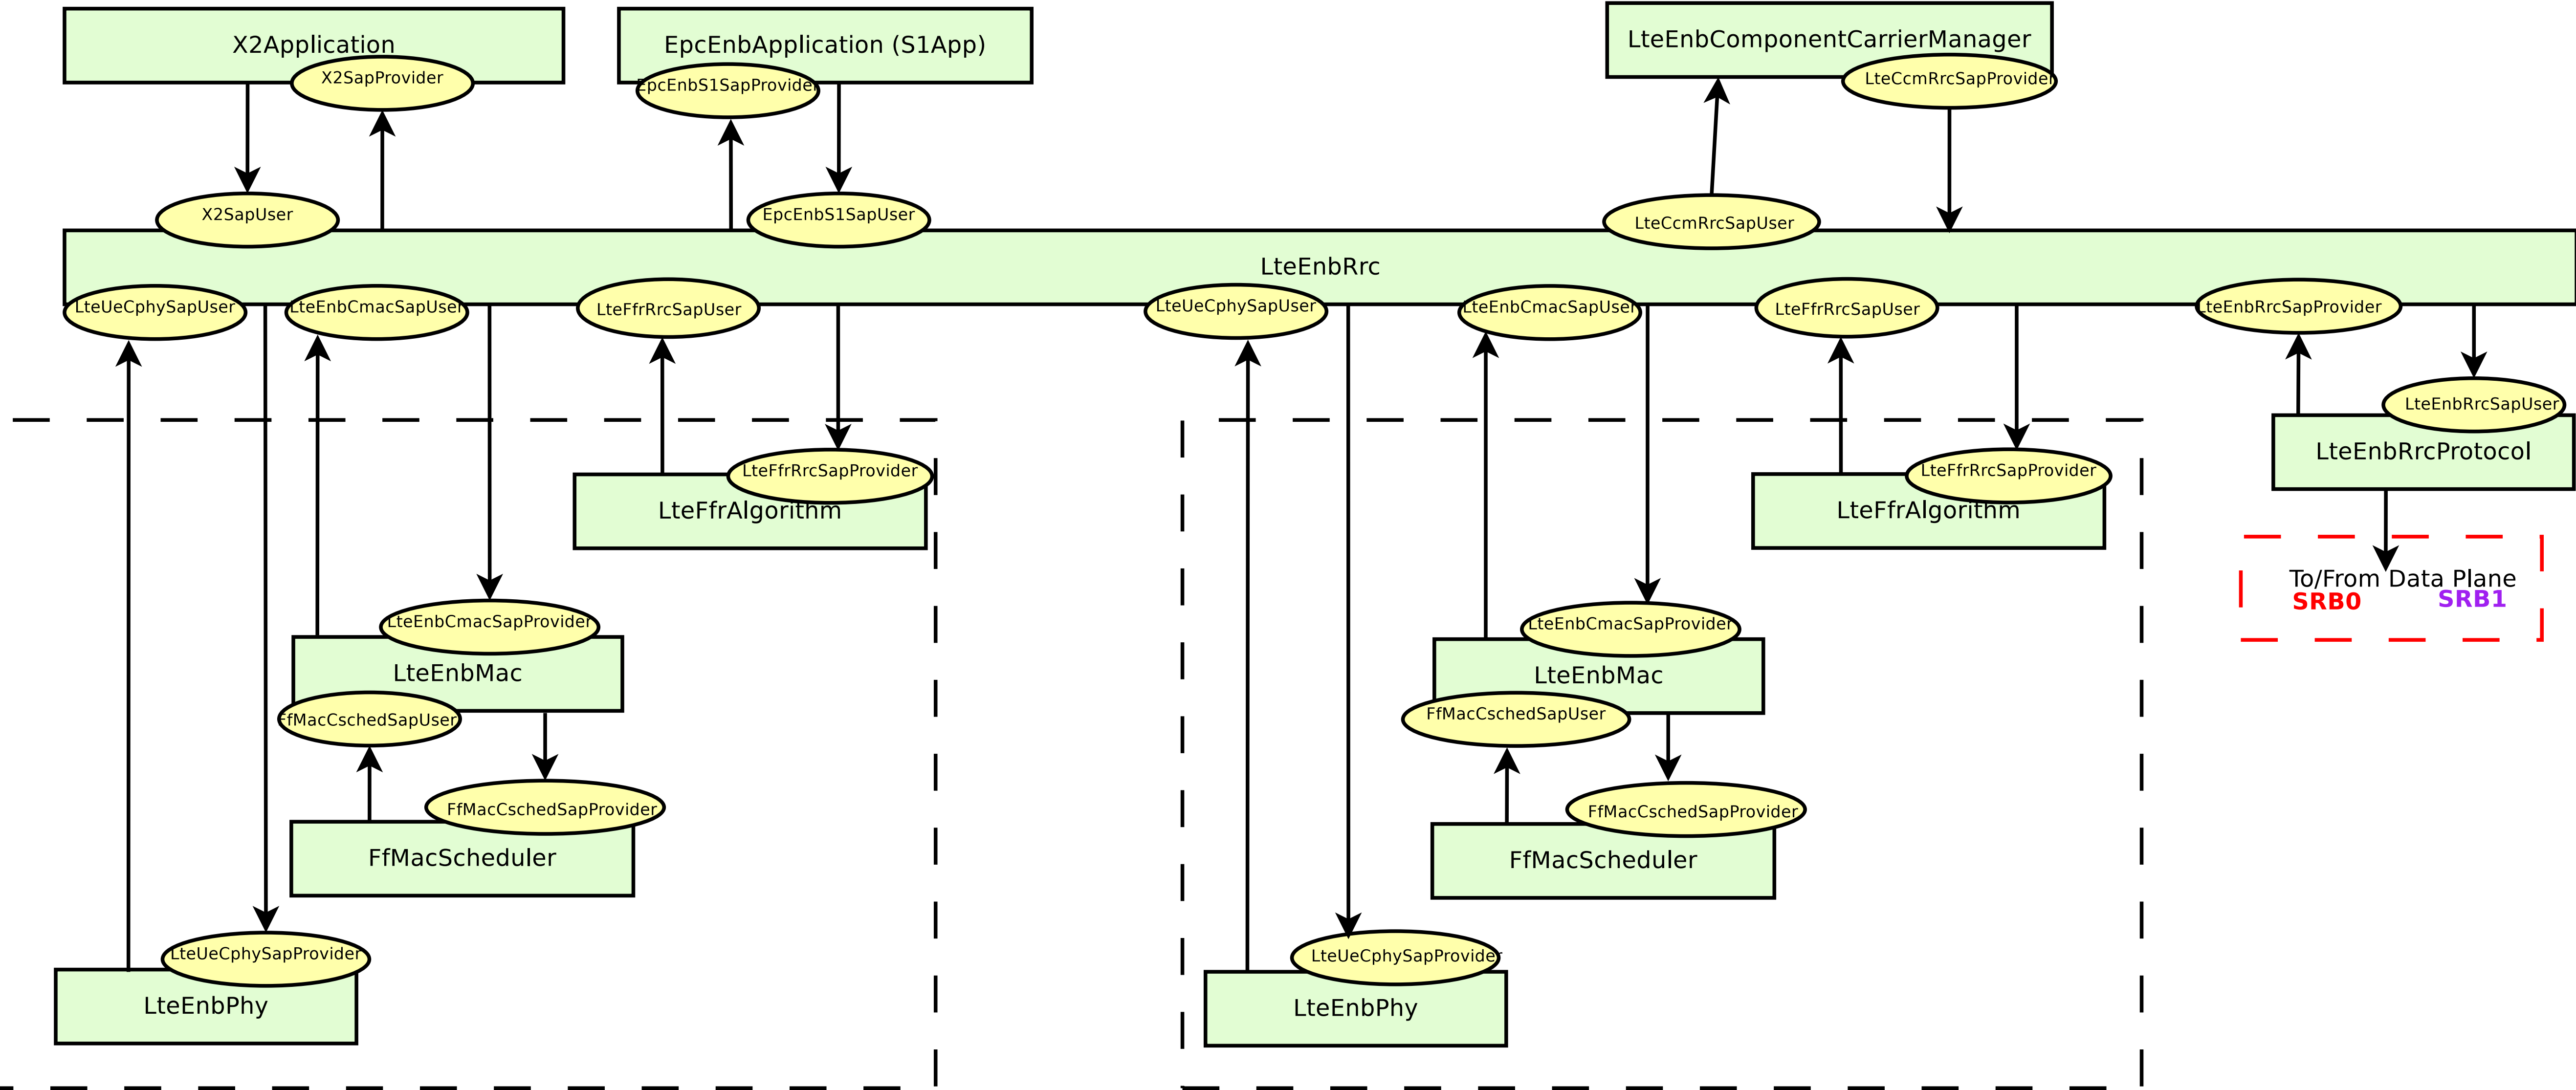 X2Application
EpcEnbApplication (S1App)
LteEnbComponentCarrierManager
X2SapProvider
EpcEnbS1SapProvider
LteCcmRrcSapProvider
X2SapUser
EpcEnbS1SapUser
LteCcmRrcSapUser
LteEnbRrc
LteUeCphySapUser
LteEnbCmacSapUser
LteFfrRrcSapUser
LteUeCphySapUser
LteEnbCmacSapUser
LteFfrRrcSapUser
LteEnbRrcSapProvider
LteEnbRrcSapUser
LteEnbRrcProtocol
LteFfrRrcSapProvider
LteFfrAlgorithm
LteFfrRrcSapProvider
LteFfrAlgorithm
To/From Data Plane
SRB0
SRB1
LteEnbCmacSapProvider
LteEnbMac
FfMacCschedSapUser
LteEnbCmacSapProvider
LteEnbMac
FfMacCschedSapUser
FfMacCschedSapProvider
FfMacScheduler
FfMacCschedSapProvider
FfMacScheduler
LteUeCphySapProvider
LteEnbPhy
LteUeCphySapProvider
LteEnbPhy